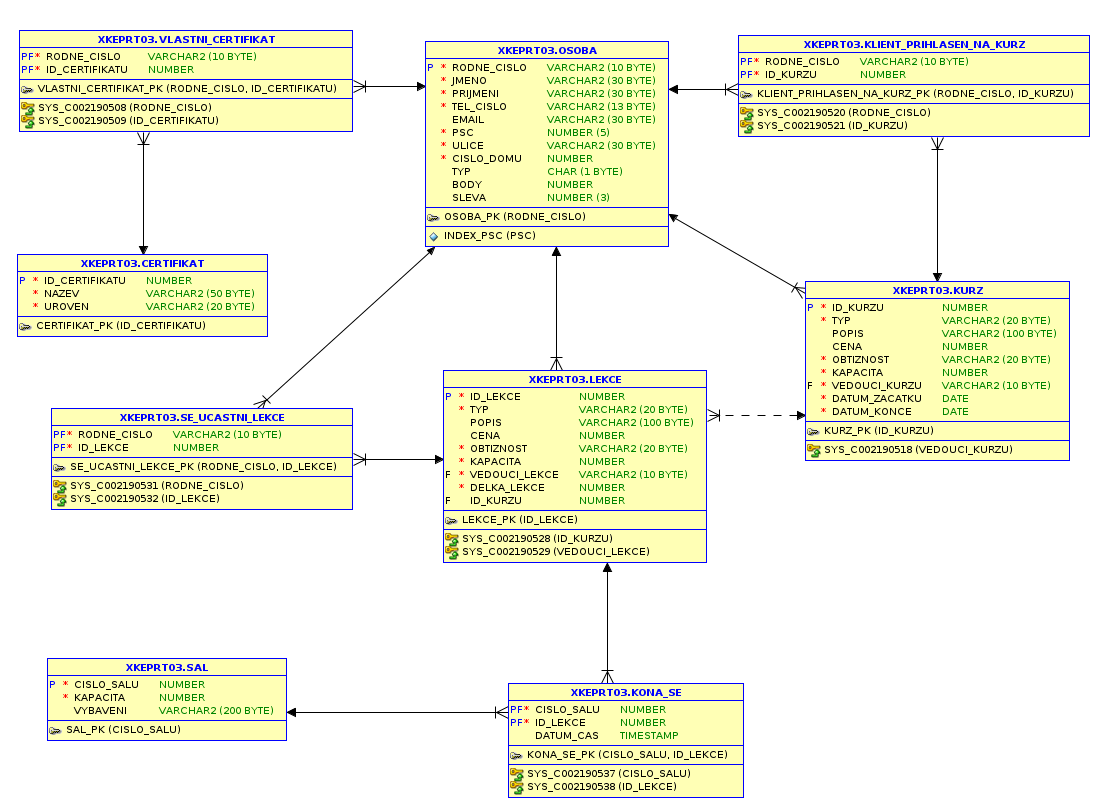 XKEPRT03.VLASTNI_CERTIFIKAT
PF* RODNE_CISLO VARCHAR2 (10 BYTE)
PF* ID_CERTIFIKATU NUMBER
VLASTNI_CERTIFIKAT_PK (RODNE_CISLO, ID_CERTIFIKATU)
SYS_C002190508 (RODNE_CISLO)
SYS_C002190509 (ID_CERTIFIKATU)
XKEPRT03.OSOBA
P * RODNE_CISLO VARCHAR2 (10 BYTE)
* JMENO VARCHAR2 (30 BYTE)
* PRIJMENI VARCHAR2 (30 BYTE)
* TEL_CISLO VARCHAR2 (13 BYTE)
EMAIL VARCHAR2 (30 BYTE)
* PSC NUMBER (5)
* ULICE VARCHAR2 (30 BYTE)
* CISLO_DOMU NUMBER
TYP CHAR (1 BYTE)
BODY NUMBER
SLEVA NUMBER (3)
OSOBA_PK (RODNE_CISLO)
INDEX_PSC (PSC)
XKEPRT03.KLIENT_PRIHLASEN_NA_KURZ
PF* RODNE_CISLO VARCHAR2 (10 BYTE)
PF* ID_KURZU NUMBER
KLIENT_PRIHLASEN_NA_KURZ_PK (RODNE_CISLO, ID_KURZU)
SYS_C002190520 (RODNE_CISLO)
SYS_C002190521 (ID_KURZU)
XKEPRT03.CERTIFIKAT
P * ID_CERTIFIKATU NUMBER
* NAZEV VARCHAR2 (50 BYTE)
* UROVEN VARCHAR2 (20 BYTE)
CERTIFIKAT_PK (ID_CERTIFIKATU)
XKEPRT03.KURZ
P * ID_KURZU NUMBER
* TYP VARCHAR2 (20 BYTE)
POPIS VARCHAR2 (100 BYTE)
CENA NUMBER
* OBTIZNOST VARCHAR2 (20 BYTE)
* KAPACITA NUMBER
F * VEDOUCI_KURZU VARCHAR2 (10 BYTE)
* DATUM_ZACATKU DATE
* DATUM_KONCE DATE
KURZ_PK (ID_KURZU)
SYS_C002190518 (VEDOUCI_KURZU)
XKEPRT03.SE_UCASTNI_LEKCE
PF* RODNE_CISLO VARCHAR2 (10 BYTE)
PF* ID_LEKCE NUMBER
SE_UCASTNI_LEKCE_PK (RODNE_CISLO, ID_LEKCE)
SYS_C002190531 (RODNE_CISLO)
SYS_C002190532 (ID_LEKCE)
XKEPRT03.LEKCE
P * ID_LEKCE NUMBER
* TYP VARCHAR2 (20 BYTE)
POPIS VARCHAR2 (100 BYTE)
CENA NUMBER
* OBTIZNOST VARCHAR2 (20 BYTE)
* KAPACITA NUMBER
F * VEDOUCI_LEKCE VARCHAR2 (10 BYTE)
* DELKA_LEKCE NUMBER
F ID_KURZU NUMBER
LEKCE_PK (ID_LEKCE)
SYS_C002190528 (ID_KURZU)
SYS_C002190529 (VEDOUCI_LEKCE)
XKEPRT03.SAL
P * CISLO_SALU NUMBER
* KAPACITA NUMBER
VYBAVENI VARCHAR2 (200 BYTE)
SAL_PK (CISLO_SALU)
XKEPRT03.KONA_SE
PF* CISLO_SALU NUMBER
PF* ID_LEKCE NUMBER
DATUM_CAS TIMESTAMP
KONA_SE_PK (CISLO_SALU, ID_LEKCE)
SYS_C002190537 (CISLO_SALU)
SYS_C002190538 (ID_LEKCE)